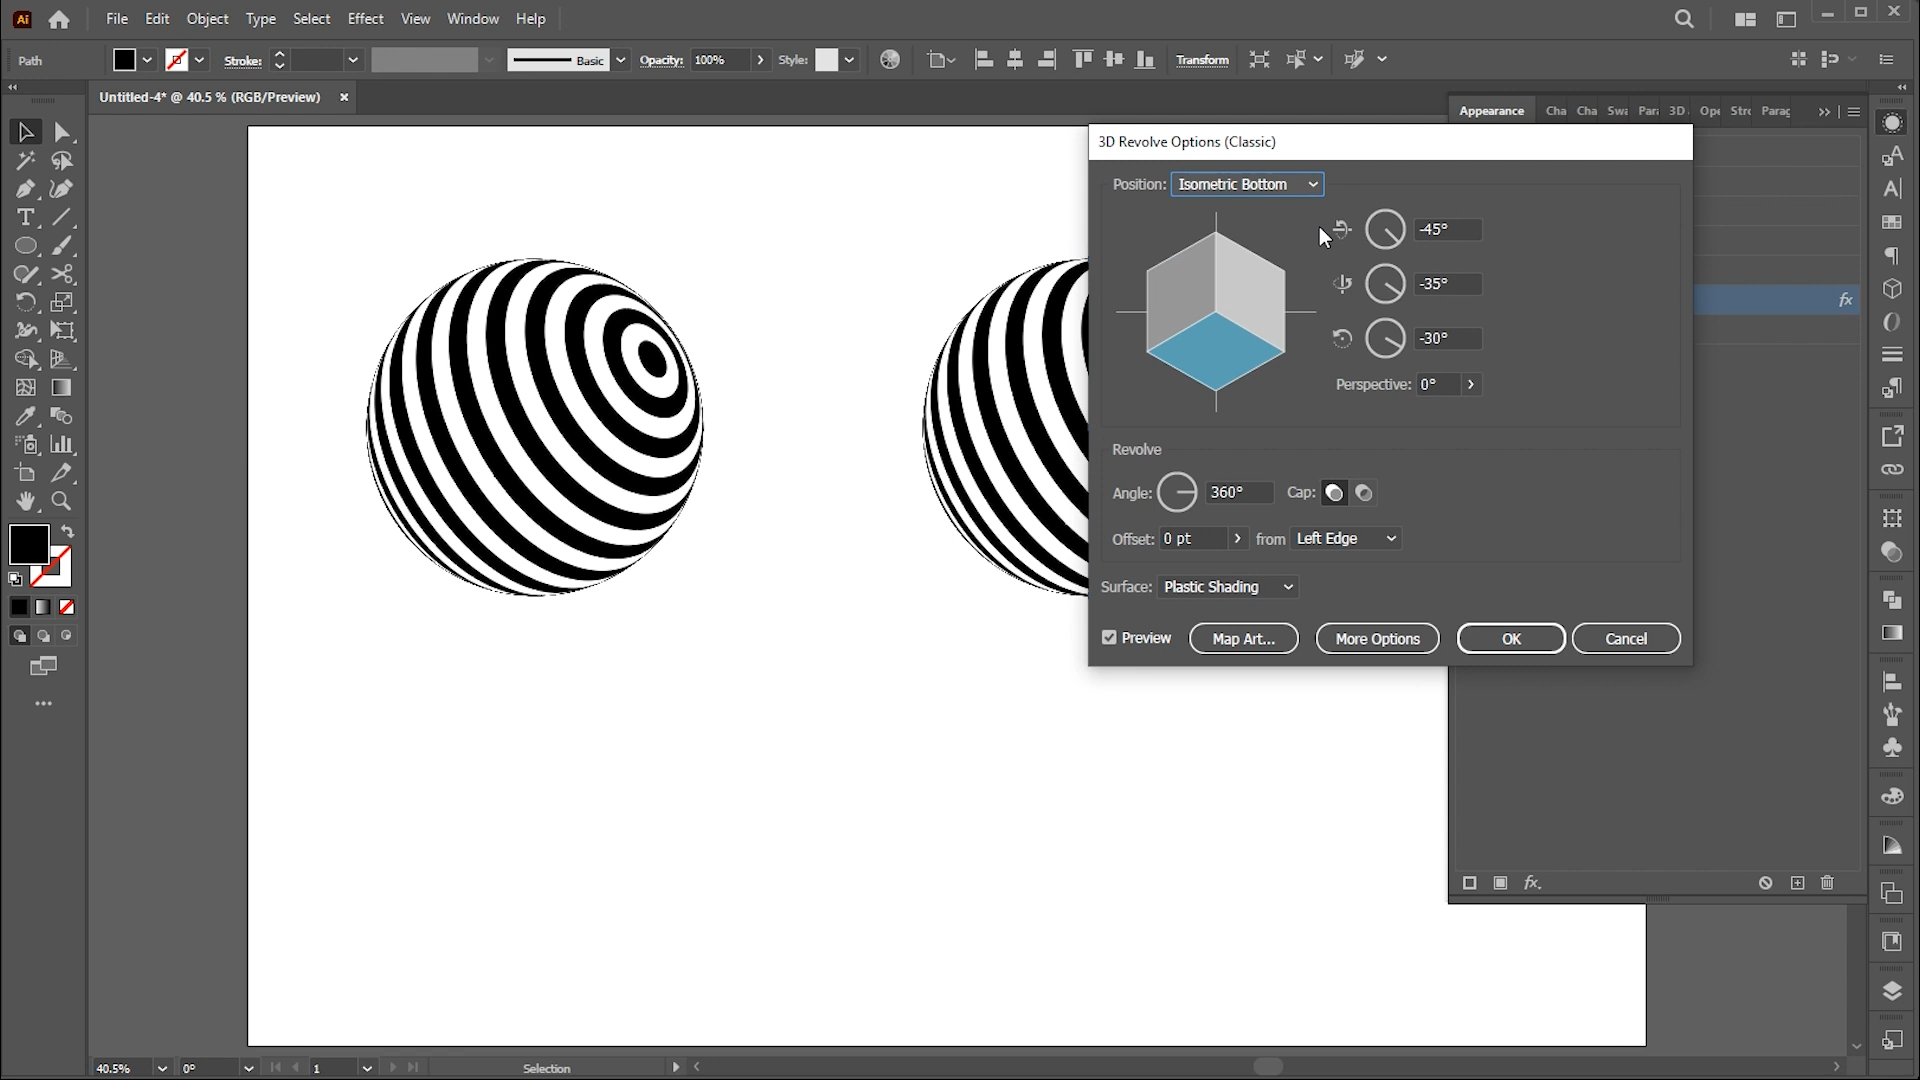 Ai File Edit Object Type Select Effect View Window Help
Path Stroke: Basic Opacity: 100% Style: Transform
Untitled-4* @ 40.5 % (RGB/Preview) ×
Appearance Cha Cha Swa Para 3D Ope Stro Parag
3D Revolve Options (Classic)
Position: Isometric Bottom
-45°
-35°
fx
-30°
Perspective: 0°
Revolve
Angle: 360° Cap:
Offset: 0 pt from Left Edge
Surface: Plastic Shading
Preview Map Art... More Options OK Cancel
fx.
40.5% 0° 1 Selection